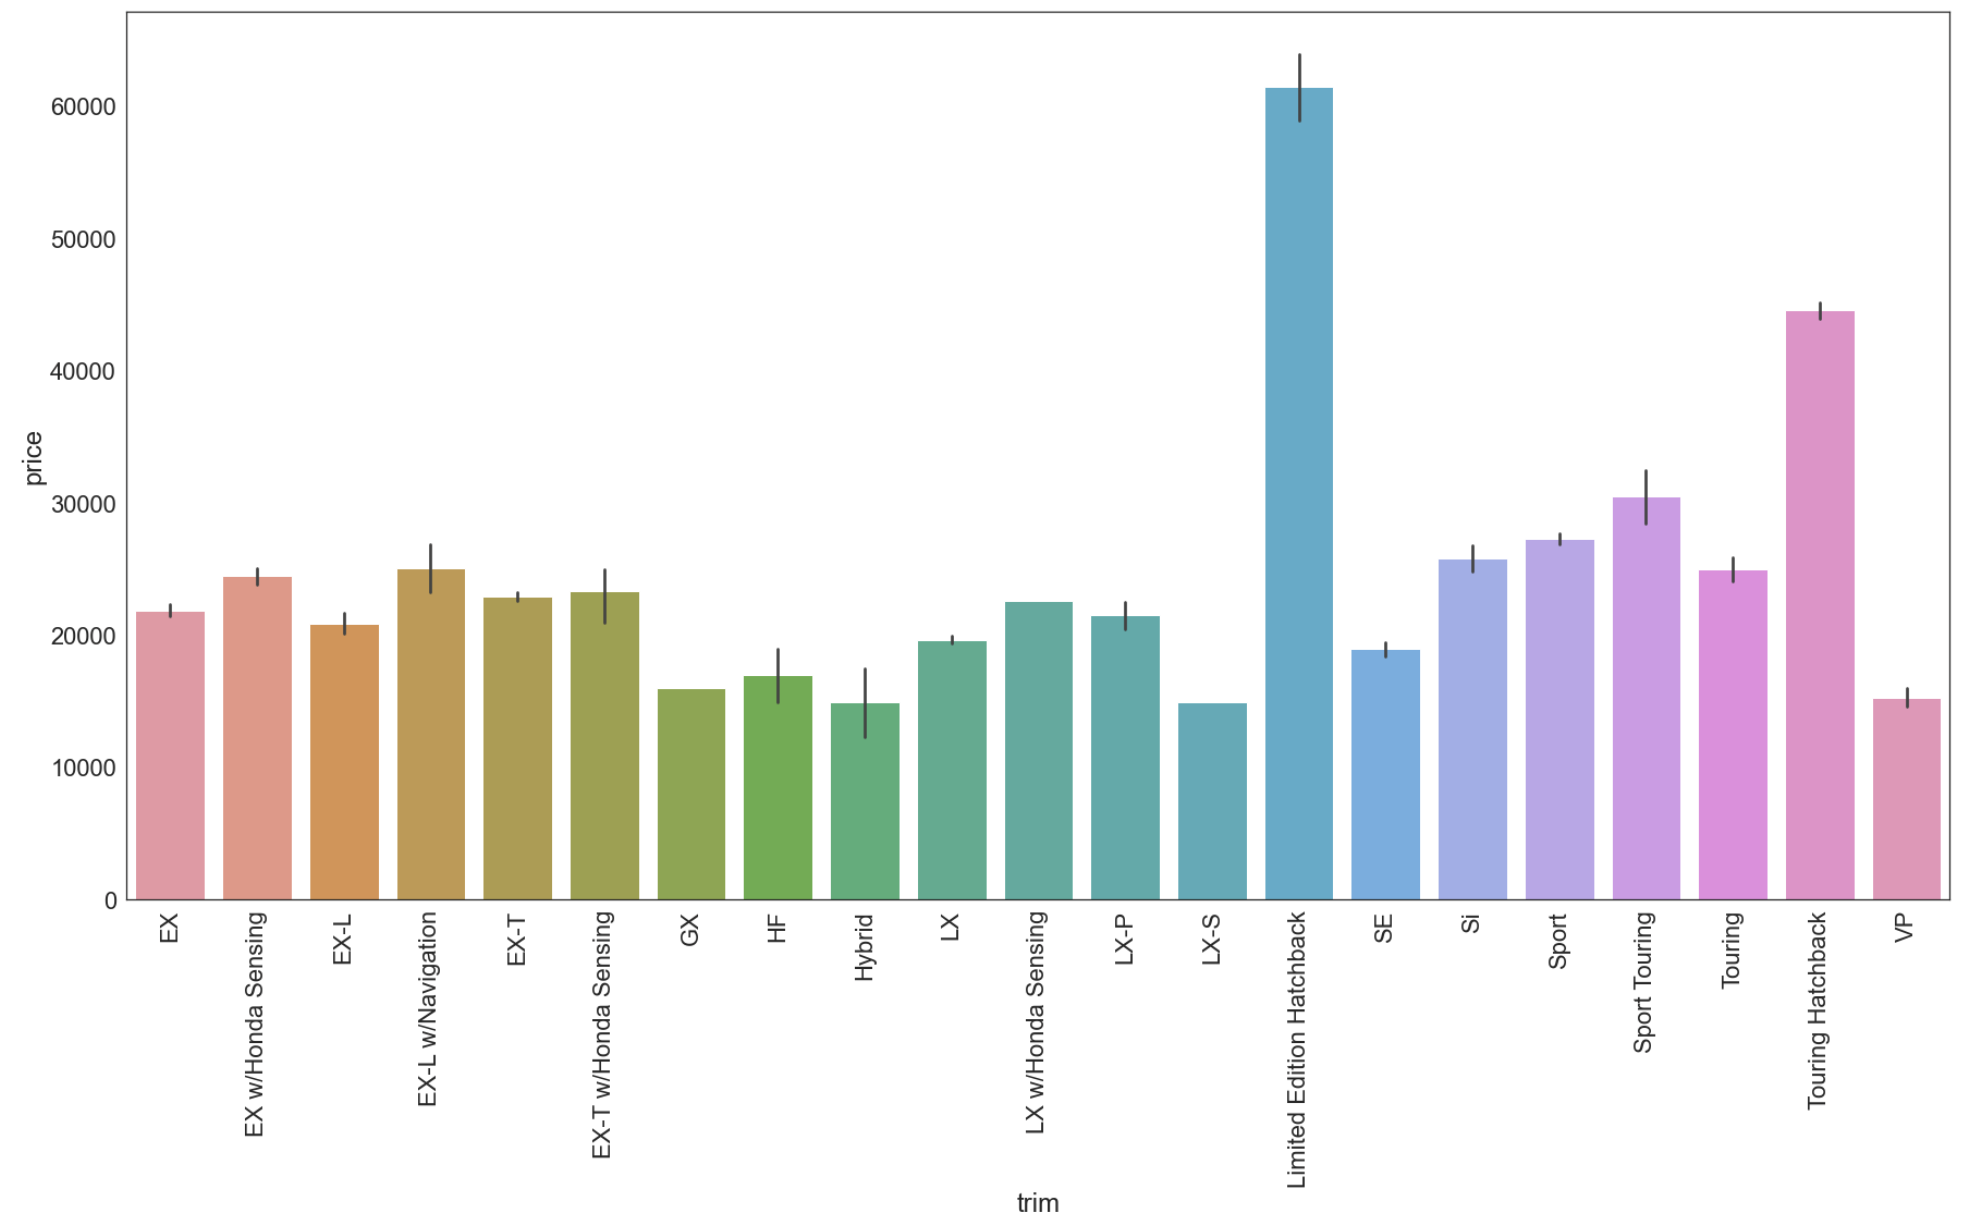 60000
50000
40000
30000
20000
10000
0
price
EX
EX w/Honda Sensing
EX-L
EX-L w/Navigation
EX-T
EX-T w/Honda Sensing
GX
HF
Hybrid
LX
LX w/Honda Sensing
LX-P
LX-S
Limited Edition Hatchback
SE
Si
Sport
Sport Touring
Touring
Touring Hatchback
VP
trim